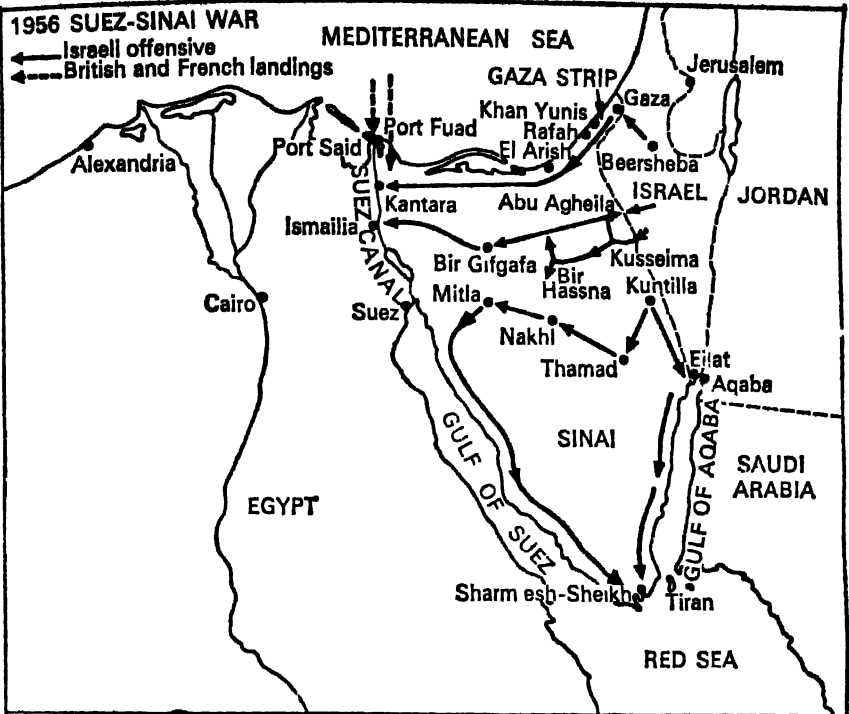 1956 SUEZ-SINAI WAR
Israeli offensive
British and French landings
MEDITERRANEAN SEA
GAZA STRIP
Jerusalem
Gaza
Khan Yunis
Rafah
El Arish
Beersheba
Port Fuad
Port Said
Alexandria
SUEZ CANAL
Kantara
Abu Agheila
ISRAEL
JORDAN
Ismailia
Bir Gifgafa
Kusseima
Bir
Hassna
Kuntilla
Cairo
Suez
Mitla
Nakhl
Thamad
Eilat
Aqaba
GULF OF SUEZ
SINAI
GULF OF AQABA
SAUDI
ARABIA
EGYPT
Sharm esh-Sheikh
Tiran
RED SEA